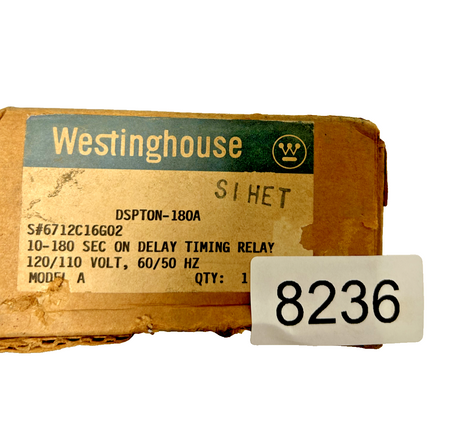 Westinghouse
SIHET
DSPTON-180A
S#6712C16G02
10-180 SEC ON DELAY TIMING RELAY
120/110 VOLT, 60/50 HZ
MODEL A QTY: 1
8236